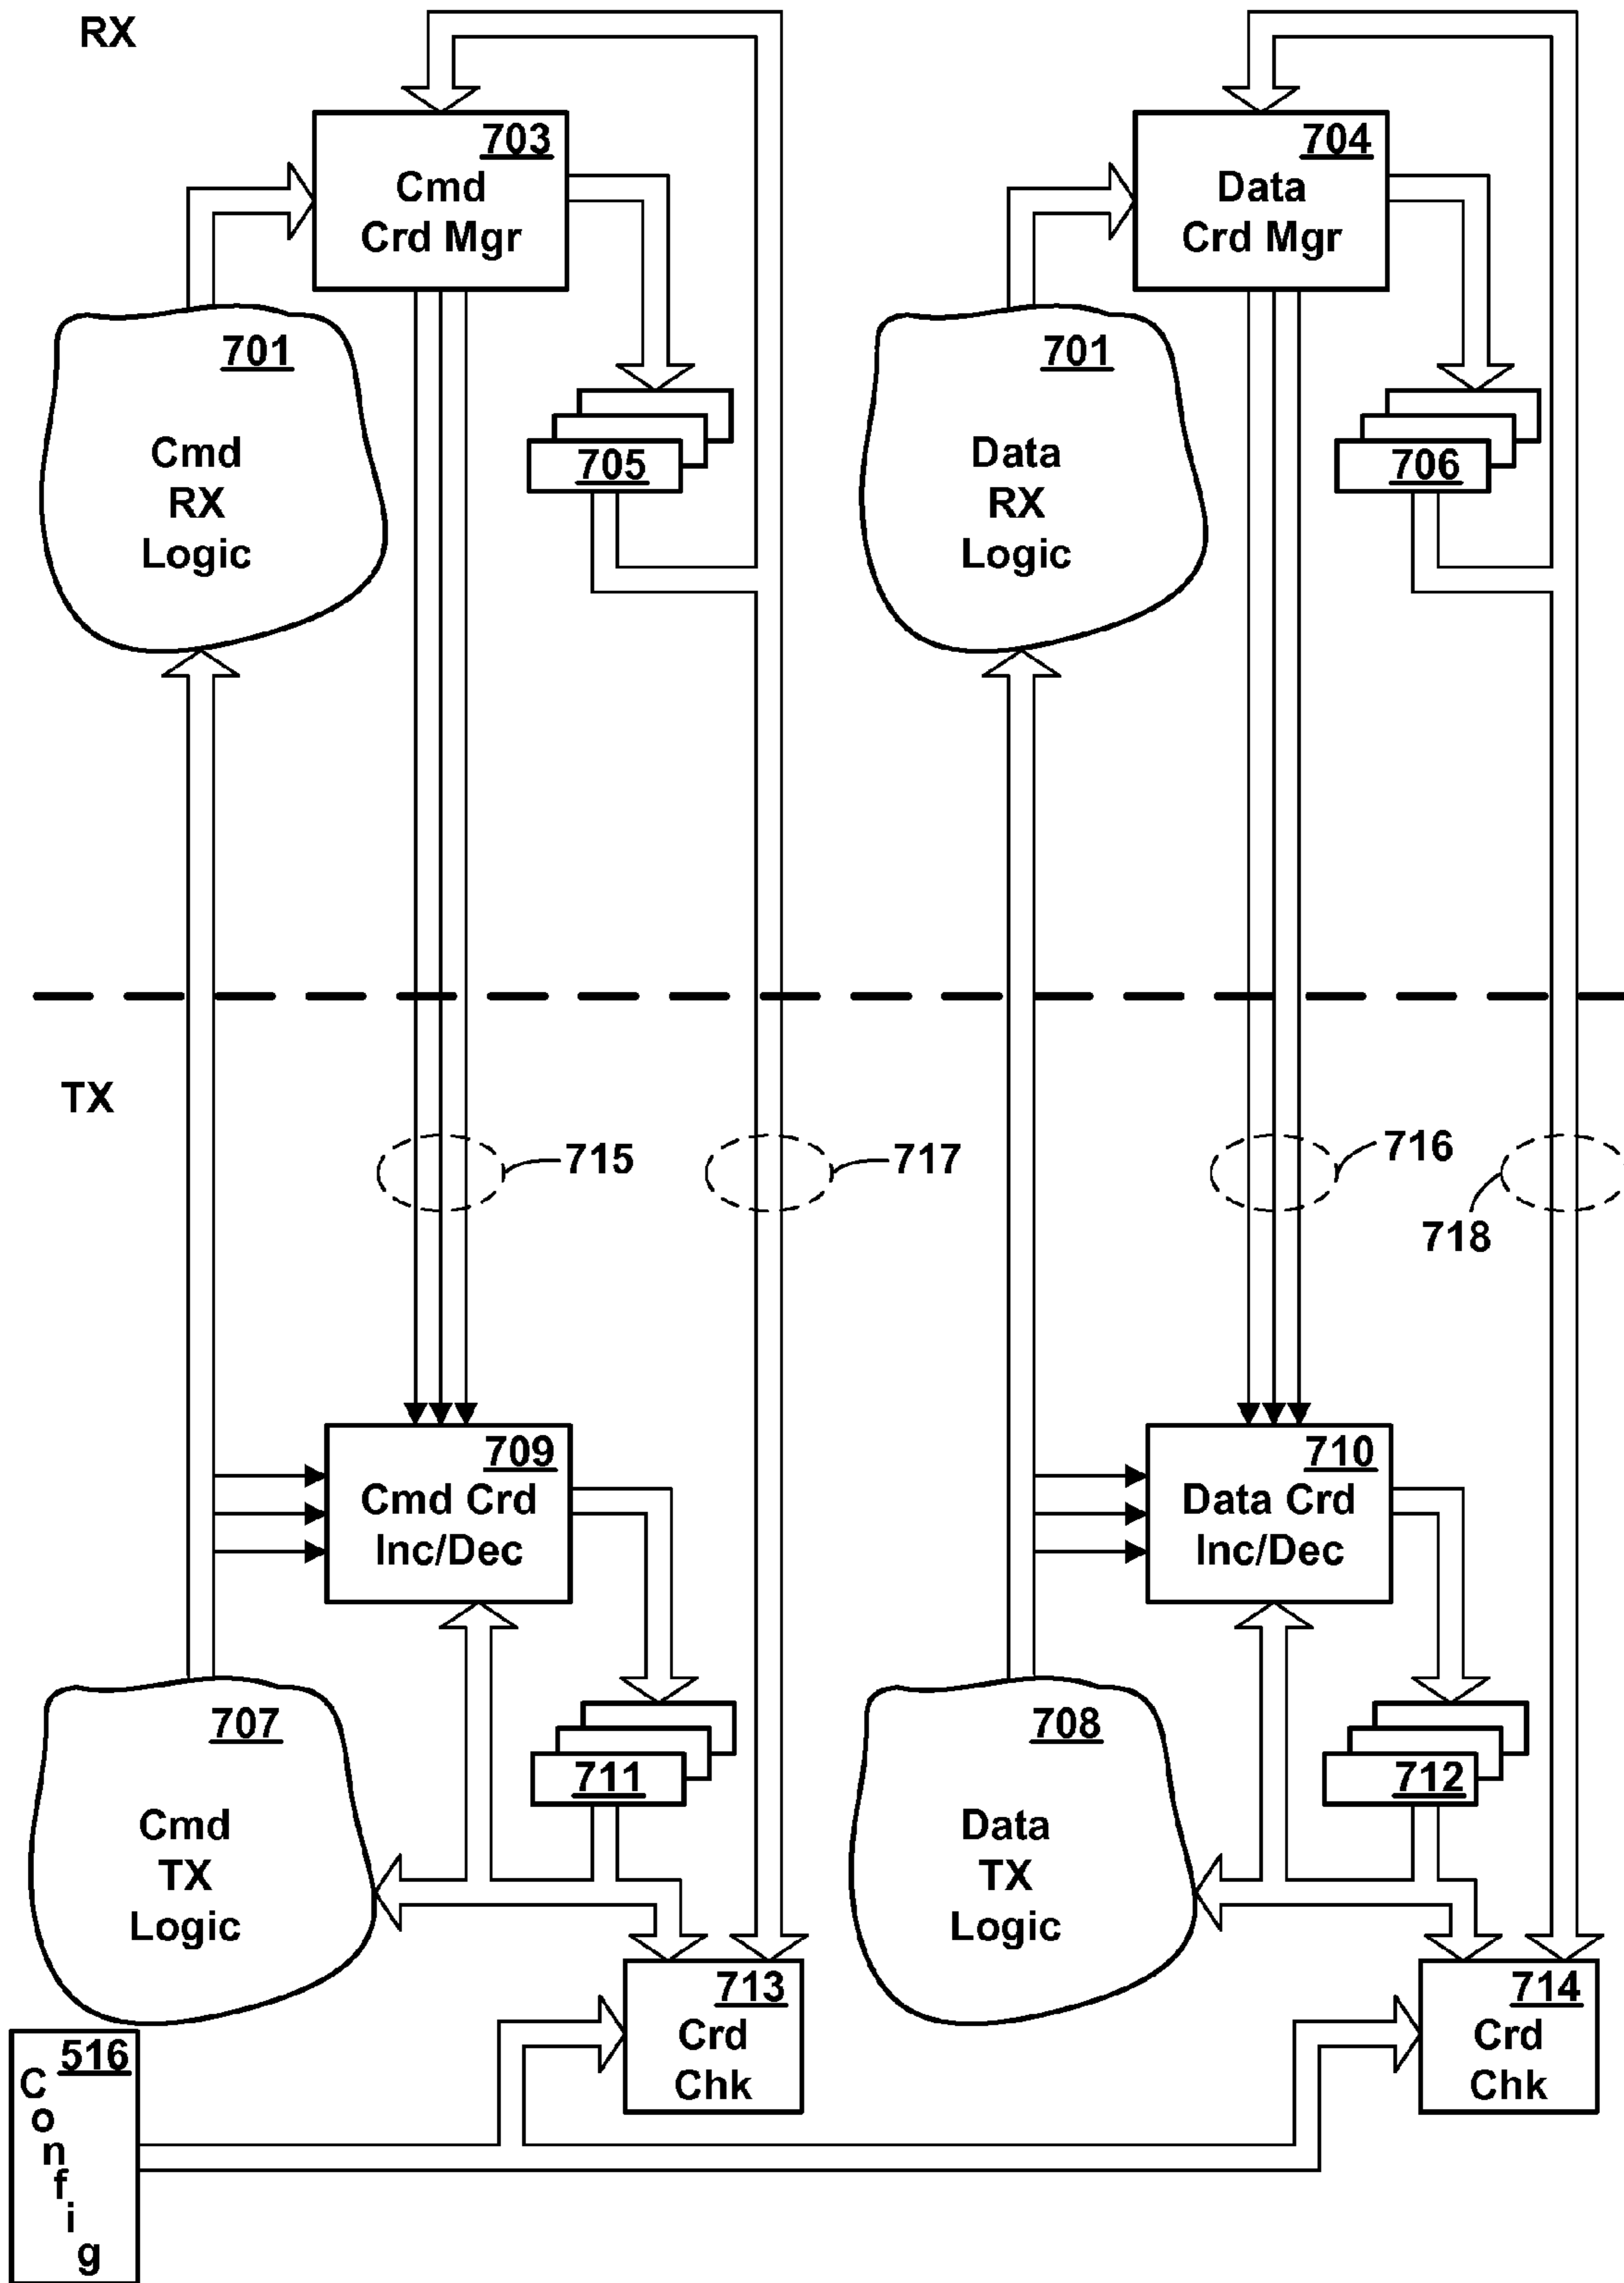 RX
703
Cmd
Crd Mgr
704
Data
Crd Mgr
701
Cmd
RX
Logic
705
701
Data
RX
Logic
706
TX
715
717
716
718
709
Cmd Crd
Inc/Dec
710
Data Crd
Inc/Dec
707
Cmd
TX
Logic
711
708
Data
TX
Logic
712
713
Crd
Chk
714
Crd
Chk
516
Config